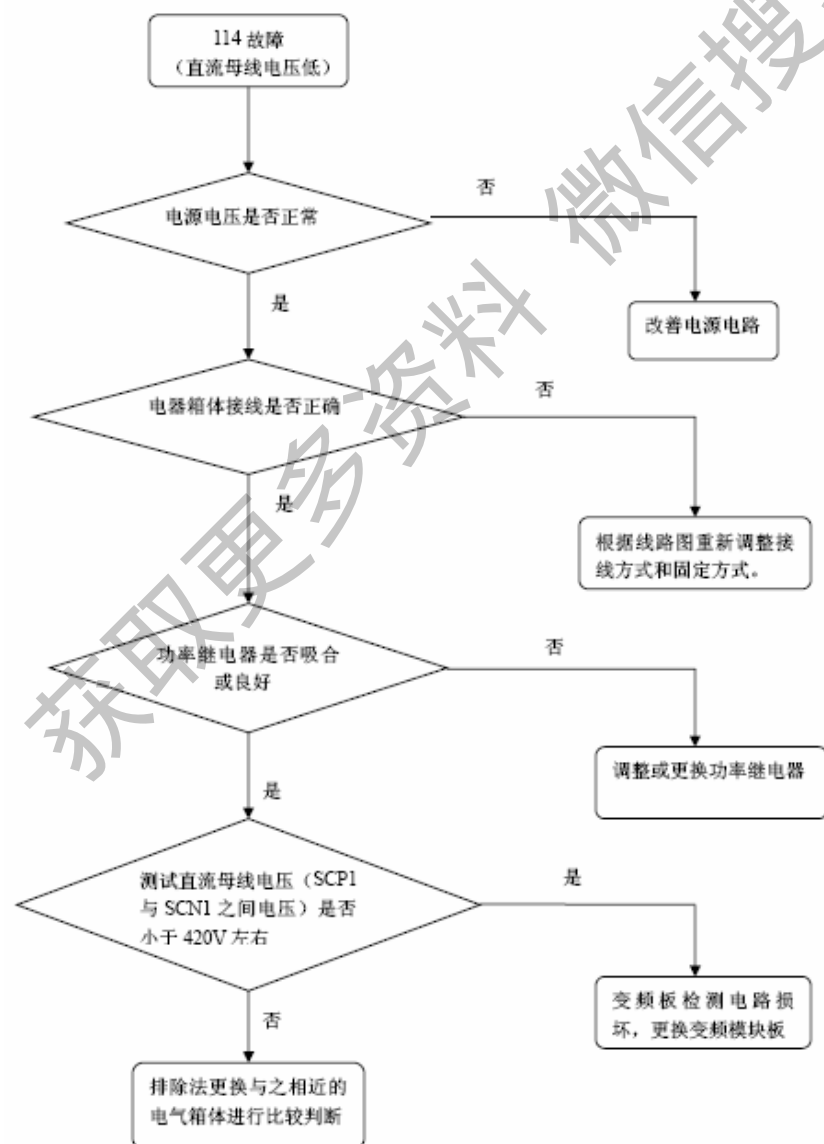 114 故障
（直流母线电压低）
电源电压是否正常
否
是
改善电源电路
电器箱体接线是否正确
否
是
根据线路图重新调整接
线方式和固定方式。
功率继电器是否吸合
或良好
否
是
调整或更换功率继电器
测试直流母线电压（SCP1
与 SCN1 之间电压）是否
小于 420V 左右
是
否
变频板检测电路损
坏，更换变频模块板
排除法更换与之相近的
电气箱体进行比较判断
获取更多资料 微信搜